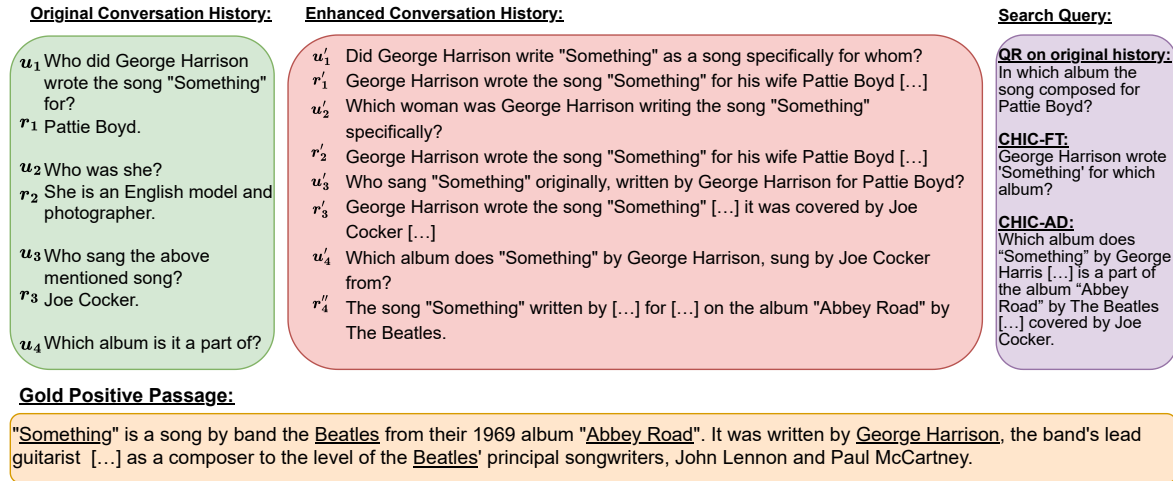 Original Conversation History:
Enhanced Conversation History:
Search Query:
u1 Who did George Harrison
wrote the song "Something"
for?
r1 Pattie Boyd.
u2 Who was she?
r2 She is an English model and
photographer.
u3 Who sang the above
mentioned song?
r3 Joe Cocker.
u4 Which album is it a part of?
u′1 Did George Harrison write "Something" as a song specifically for whom?
r′1 George Harrison wrote the song "Something" for his wife Pattie Boyd [...]
u′2 Which woman was George Harrison writing the song "Something"
specifically?
r′2 George Harrison wrote the song "Something" for his wife Pattie Boyd [...]
u′3 Who sang "Something" originally, written by George Harrison for Pattie Boyd?
r′3 George Harrison wrote the song "Something" [...] it was covered by Joe
Cocker [...]
u′4 Which album does "Something" by George Harrison, sung by Joe Cocker
from?
r′′4 The song "Something" written by [...] for [...] on the album "Abbey Road" by
The Beatles.
QR on original history:
In which album the
song composed for
Pattie Boyd?
CHIC-FT:
George Harrison wrote
'Something' for which
album?
CHIC-AD:
Which album does
“Something” by George
Harris [...] is a part of
the album “Abbey
Road” by The Beatles
[...] covered by Joe
Cocker.
Gold Positive Passage:
"Something" is a song by band the Beatles from their 1969 album "Abbey Road". It was written by George Harrison, the band's lead
guitarist [...] as a composer to the level of the Beatles' principal songwriters, John Lennon and Paul McCartney.